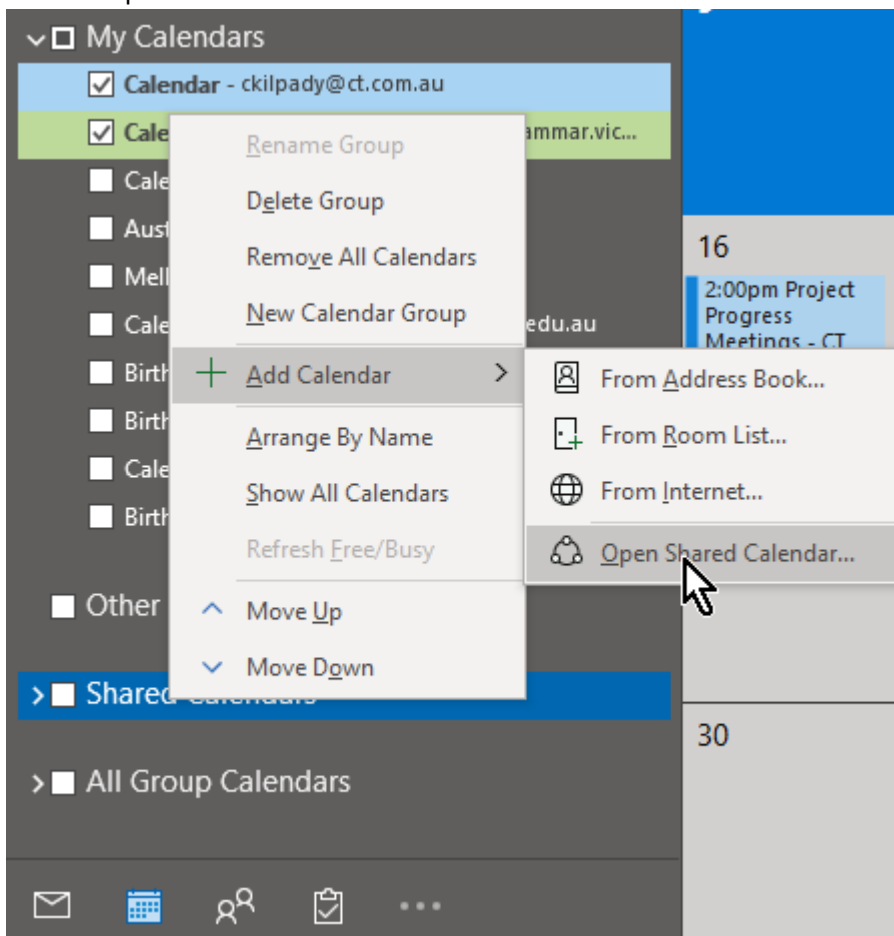 My Calendars
Calendar - ckilpady@ct.com.au
Cale
ammar.vic...
Rename Group
Cale
Delete Group
Aust
16
Remove All Calendars
Mell
2:00pm Project
Progress
Meetings - CT
New Calendar Group
Cale
edu.au
Birth
Add Calendar
From Address Book...
Birth
Arrange By Name
From Room List...
Cale
Show All Calendars
From Internet...
Birth
Refresh Free/Busy
Open Shared Calendar...
Other
Move Up
Move Down
Shared Calendars
30
All Group Calendars